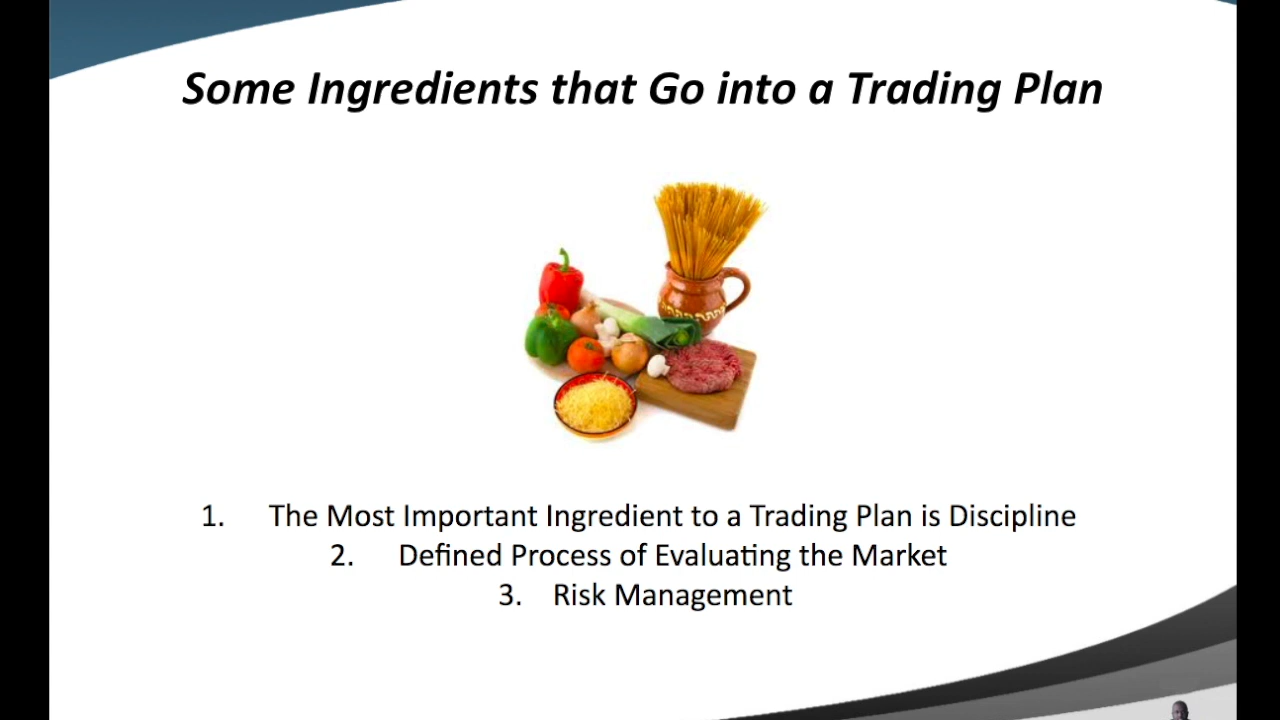 Some Ingredients that Go into a Trading Plan
1. The Most Important Ingredient to a Trading Plan is Discipline
2. Defined Process of Evaluating the Market
3. Risk Management